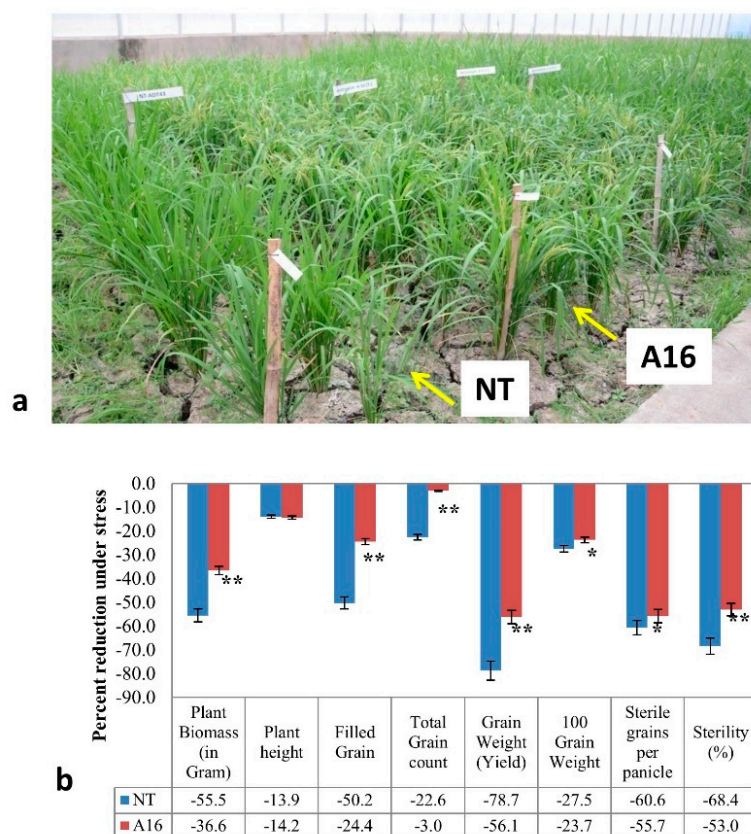 NT-ADT43
NT
A16
a
0.0
-10.0
-20.0
-30.0
-40.0
-50.0
-60.0
-70.0
-80.0
-90.0
Percent reduction under stress
** ** ** ** * * **
Plant Biomass (in Gram) Plant height Filled Grain Total Grain count Grain Weight (Yield) 100 Grain Weight Sterile grains per panicle Sterility (%)
b
NT -55.5 -13.9 -50.2 -22.6 -78.7 -27.5 -60.6 -68.4
A16 -36.6 -14.2 -24.4 -3.0 -56.1 -23.7 -55.7 -53.0